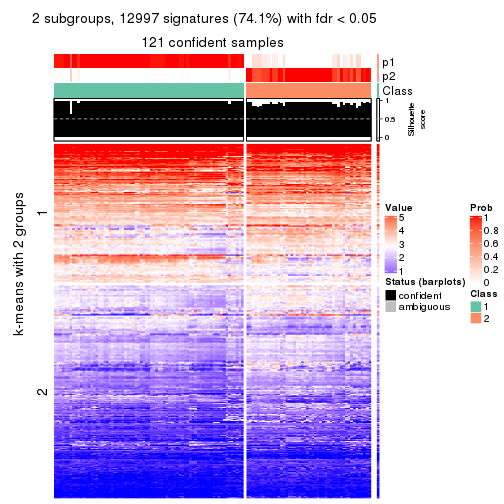 2 subgroups, 12997 signatures (74.1%) with fdr < 0.05
121 confident samples
p1
p2
Class
1
0.5
0
Silhouette
score
k-means with 2 groups
1
2
Value
5
4
3
2
1
Status (barplots)
confident
ambiguous
Prob
1
0.8
0.6
0.4
0.2
0
Class
1
2